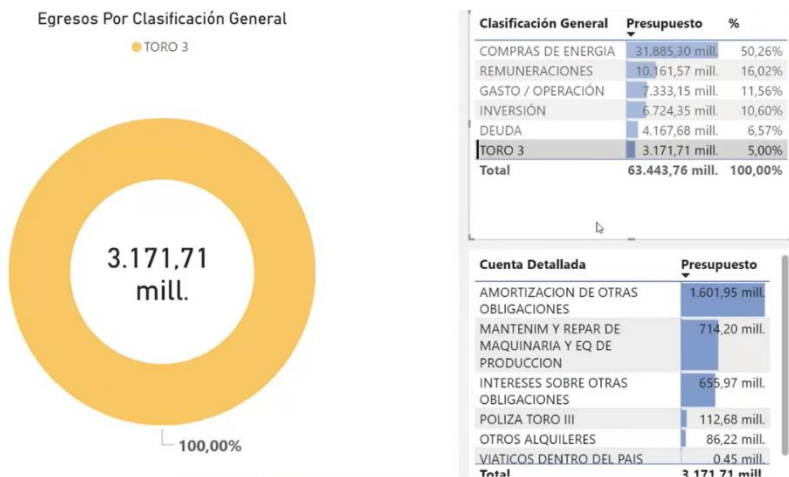 Egresos Por Clasificación General
TORO 3
3.171,71
mill.
100,00%
Clasificación General Presupuesto %
COMPRAS DE ENERGIA 31.885,30 mill. 50,26%
REMUNERACIONES 10.161,57 mill. 16,02%
GASTO / OPERACIÓN 7.333,15 mill. 11,56%
INVERSIÓN 6.724,35 mill. 10,60%
DEUDA 4.167,68 mill. 6,57%
TORO 3 3.171,71 mill. 5,00%
Total 63.443,76 mill. 100,00%
Cuenta Detallada Presupuesto
AMORTIZACION DE OTRAS 1.601,95 mill.
OBLIGACIONES
MANTENIM Y REPAR DE 714,20 mill.
MAQUINARIA Y EQ DE
PRODUCCION
INTERESES SOBRE OTRAS 655,97 mill.
OBLIGACIONES
POLIZA TORO III 112,68 mill.
OTROS ALQUILERES 86,22 mill.
VIATICOS DENTRO DEL PAIS 0,45 mill.
Total 3.171,71 mill.